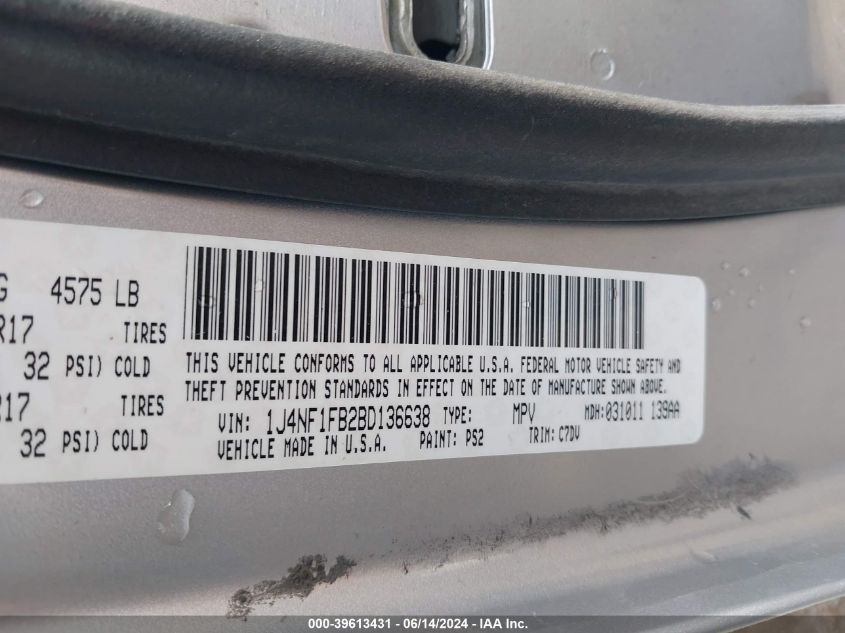 G 4575 LB
R17 TIRES
32 PSI) COLD
R17 TIRES
32 PSI) COLD
THIS VEHICLE CONFORMS TO ALL APPLICABLE U.S.A. FEDERAL MOTOR VEHICLE SAFETY AND
THEFT PREVENTION STANDARDS IN EFFECT ON THE DATE OF MANUFACTURE SHOWN ABOVE.
VIN: 1J4NF1FB2BD136638 TYPE: MPV MDH: 031011 139AA
VEHICLE MADE IN U.S.A. PAINT: PS2 TRIM: C7DV
000-39613431 - 06/14/2024 - IAA Inc.